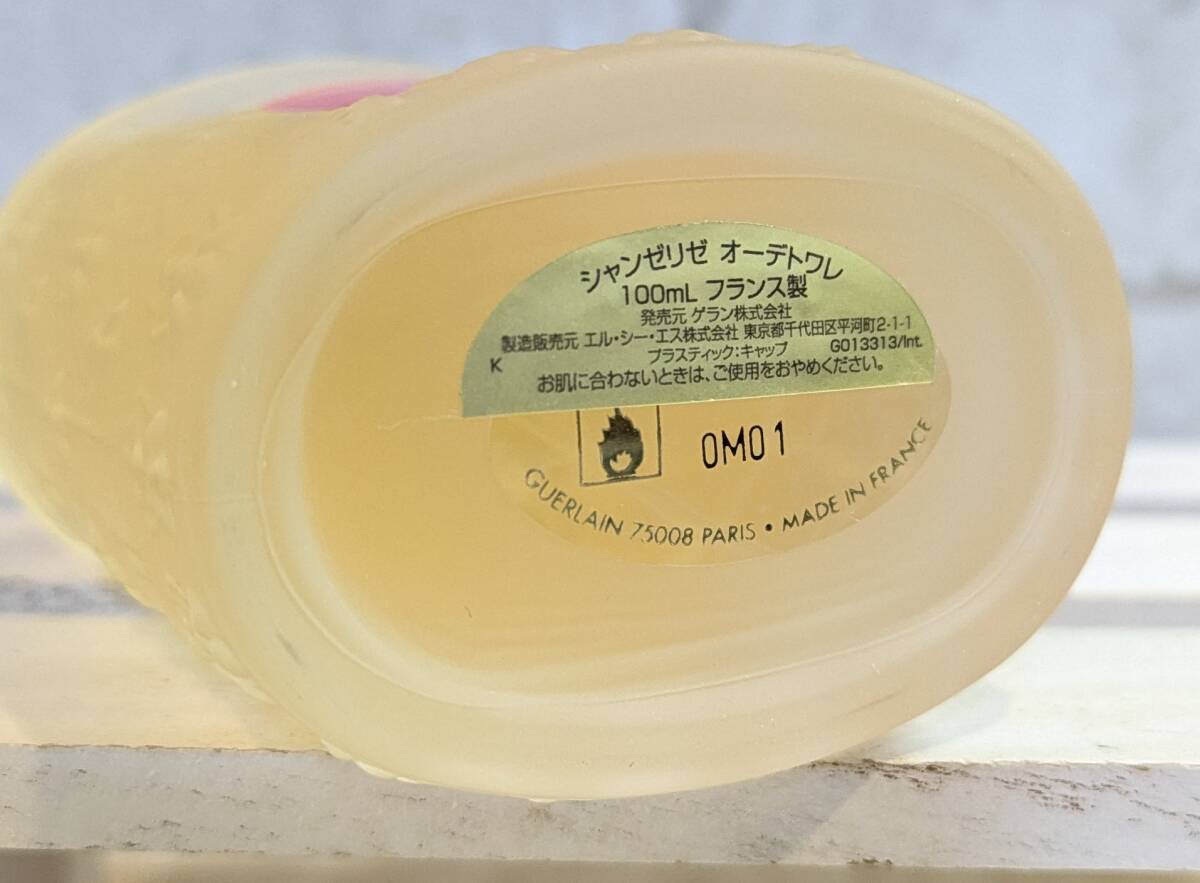 シャンゼリゼ オーデトワレ
100mL フランス製
発売元 ゲラン株式会社
製造販売元 エル・シー・エス株式会社 東京都千代田区平河町2-1-1
K プラスティック:キャップ G013313/Int.
お肌に合わないときは、ご使用をおやめください。
0M01
GUERLAIN 75008 PARIS • MADE IN FRANCE